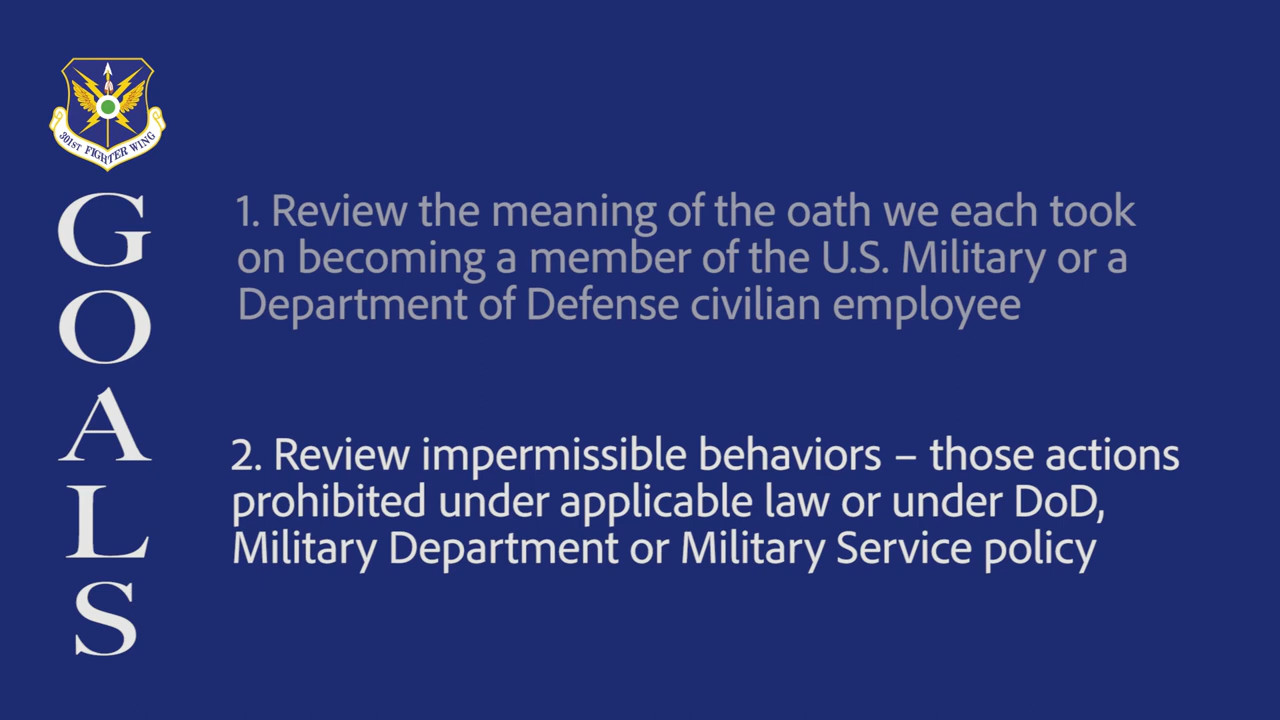 301ST FIGHTER WING
GOALS
1. Review the meaning of the oath we each took
on becoming a member of the U.S. Military or a
Department of Defense civilian employee
2. Review impermissible behaviors – those actions
prohibited under applicable law or under DoD,
Military Department or Military Service policy